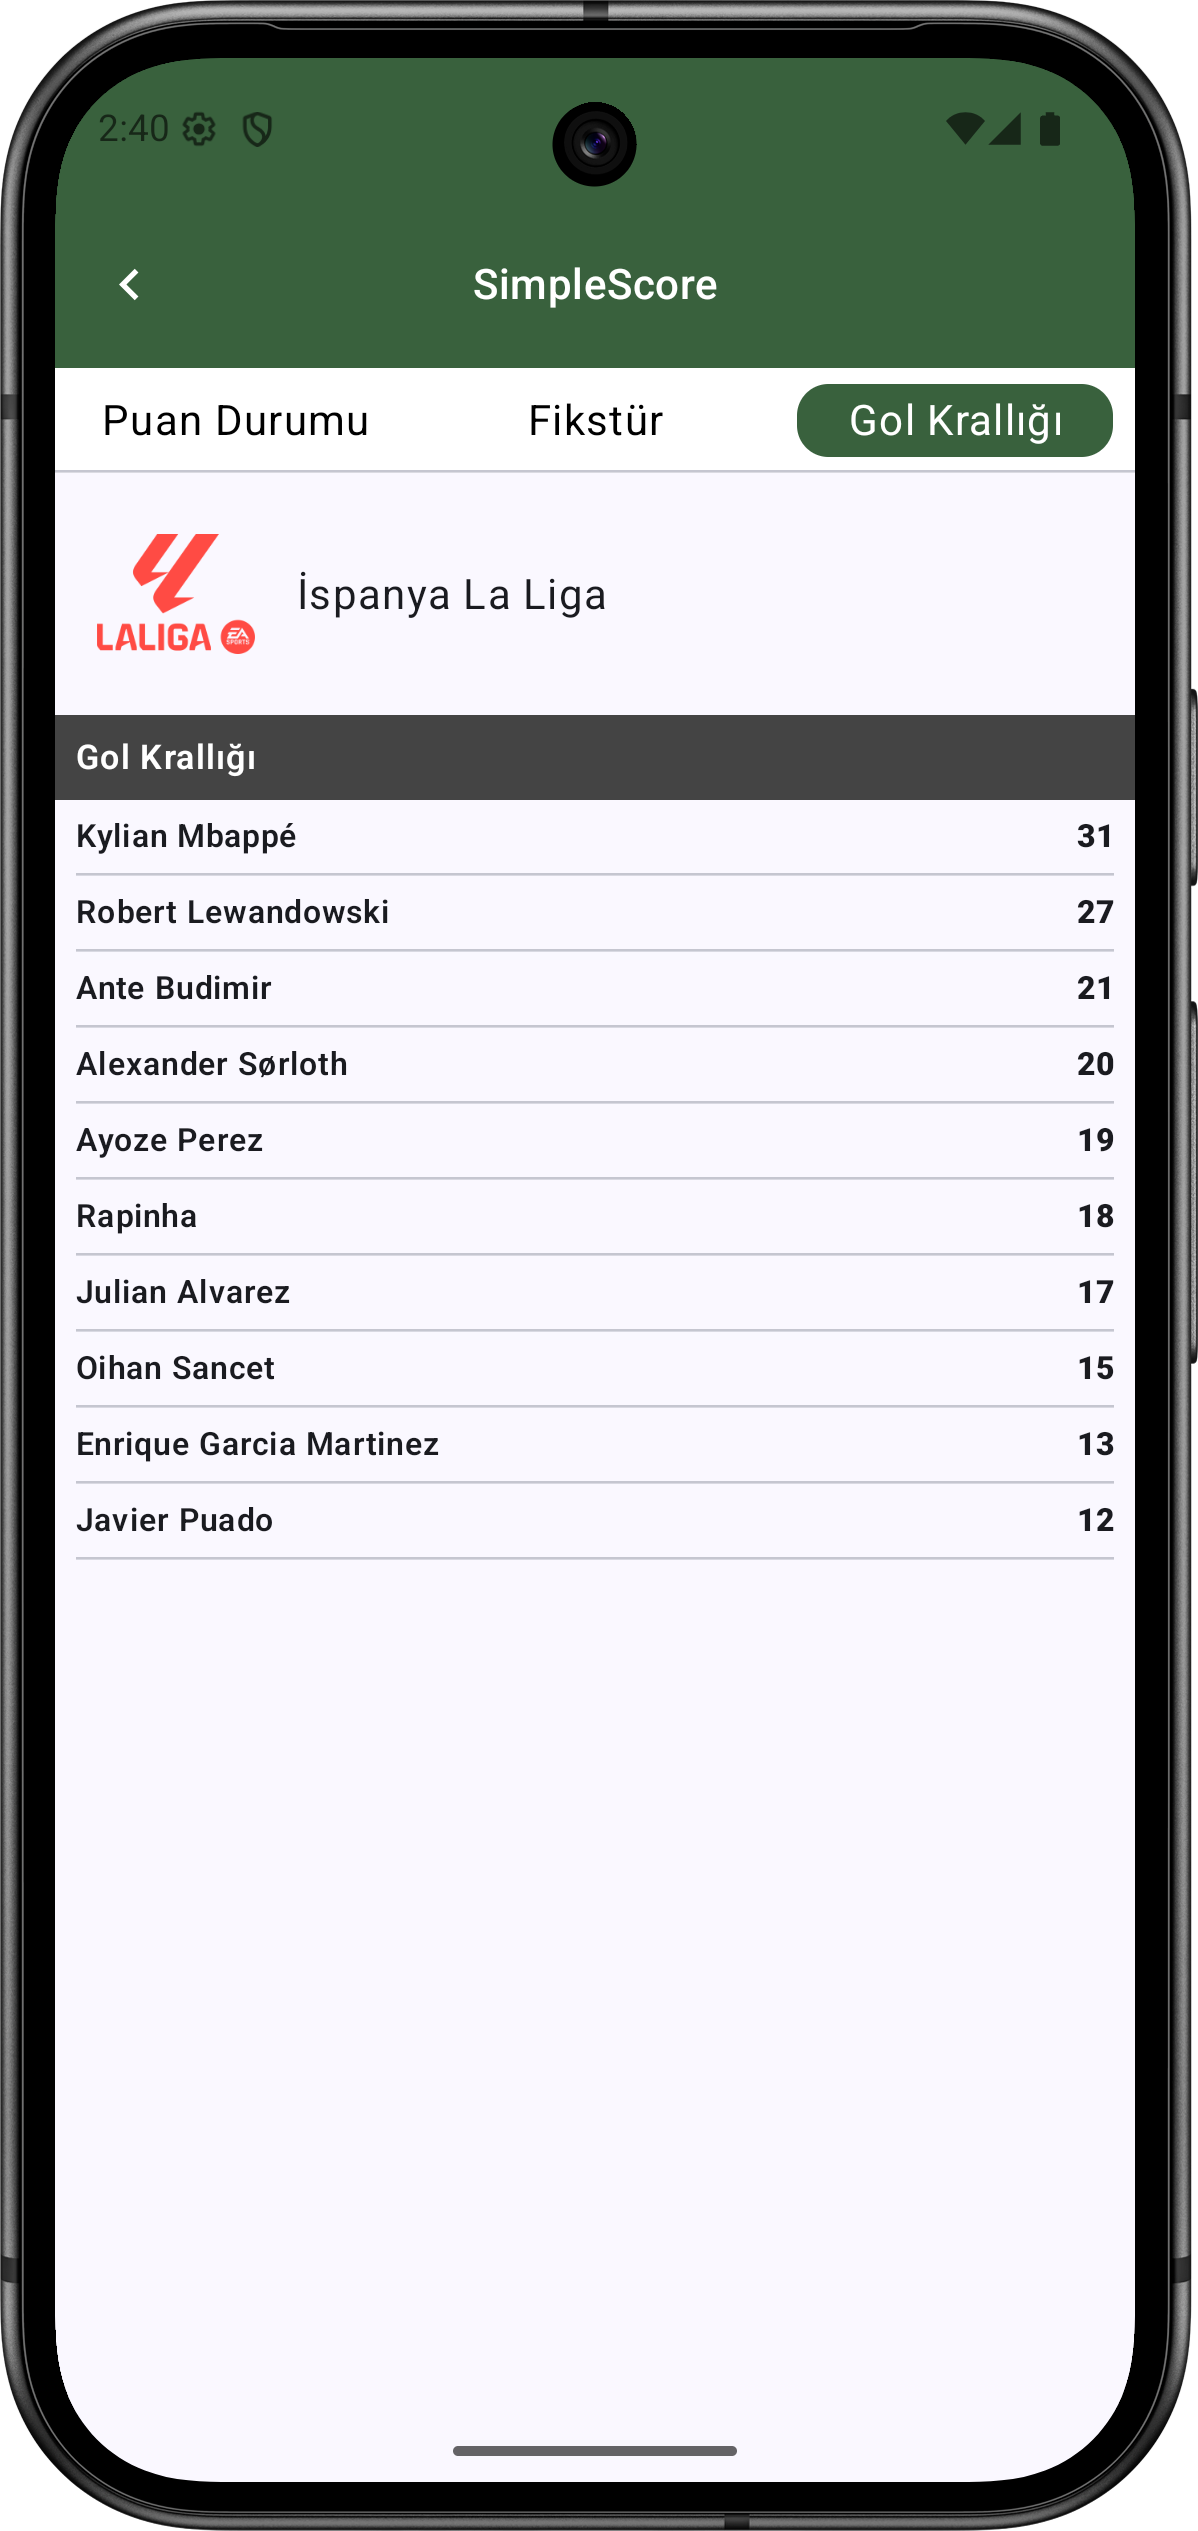 2:40
SimpleScore
Puan Durumu Fikstür Gol Krallığı
LALIGA EA SPORTS
İspanya La Liga
Gol Krallığı
Kylian Mbappé 31
Robert Lewandowski 27
Ante Budimir 21
Alexander Sørloth 20
Ayoze Perez 19
Rapinha 18
Julian Alvarez 17
Oihan Sancet 15
Enrique Garcia Martinez 13
Javier Puado 12